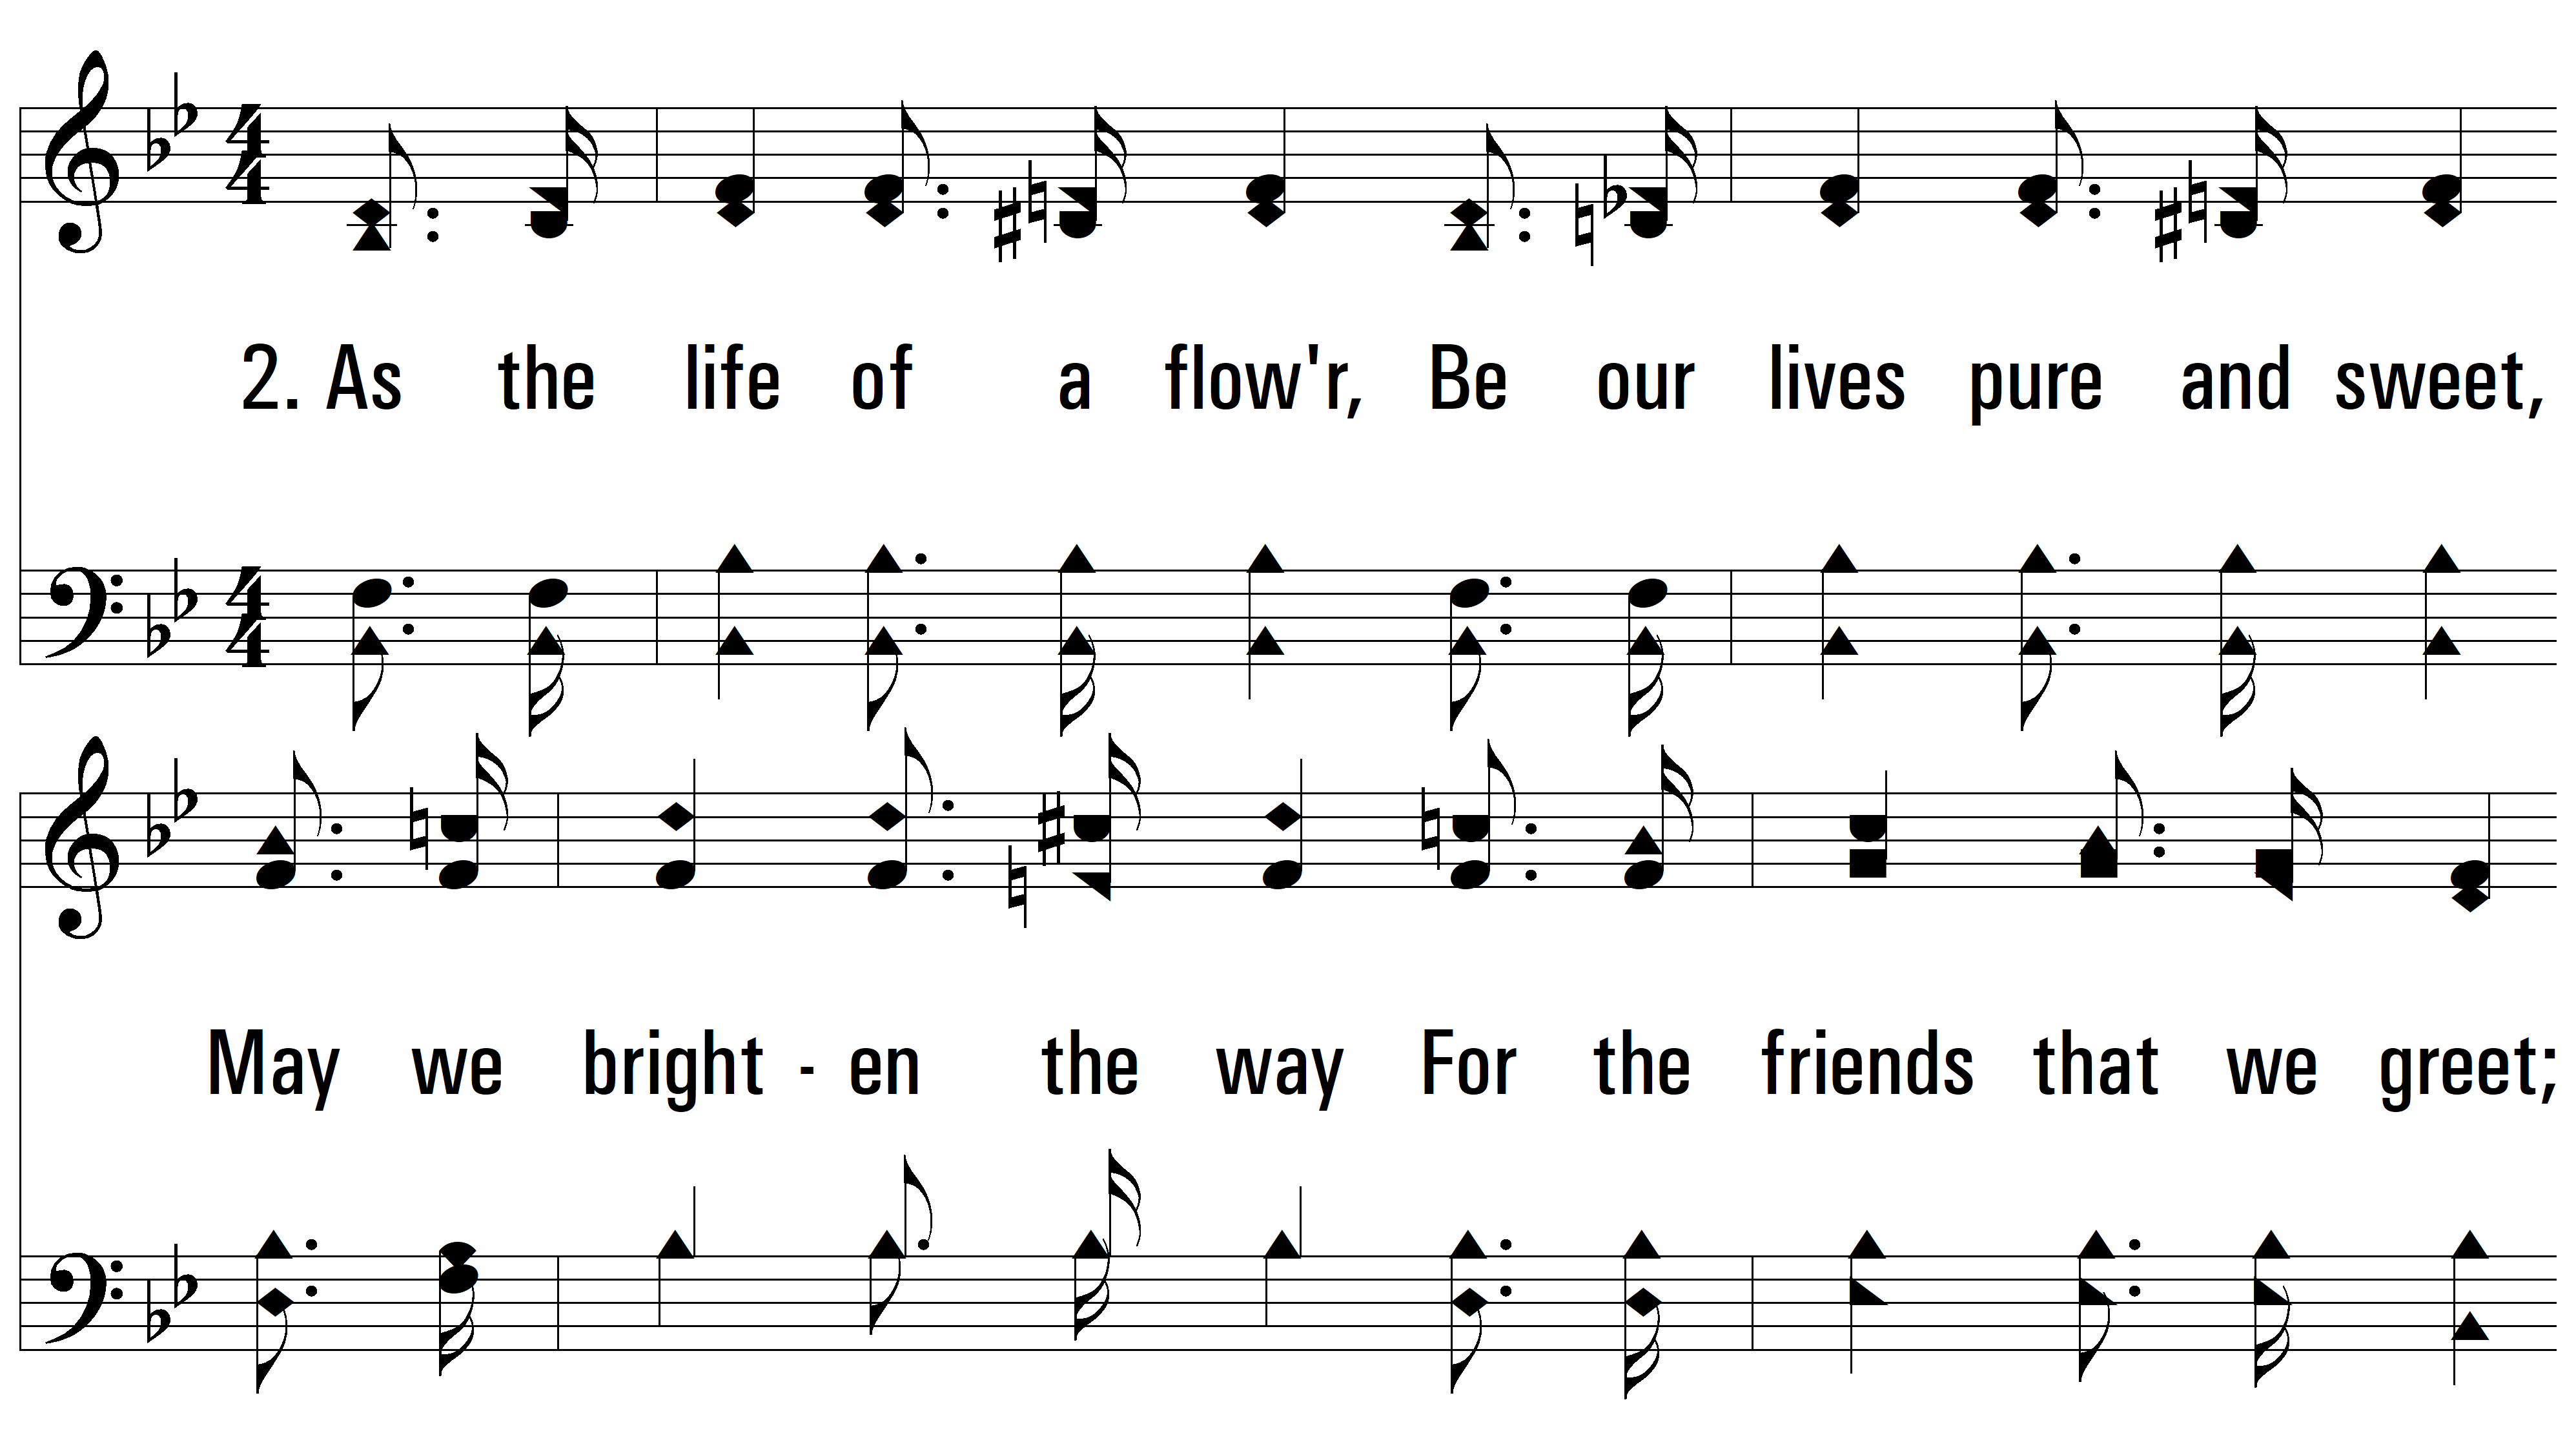 2. As the life of a flow'r, Be our lives pure and sweet,
May we bright - en the way For the friends that we greet;